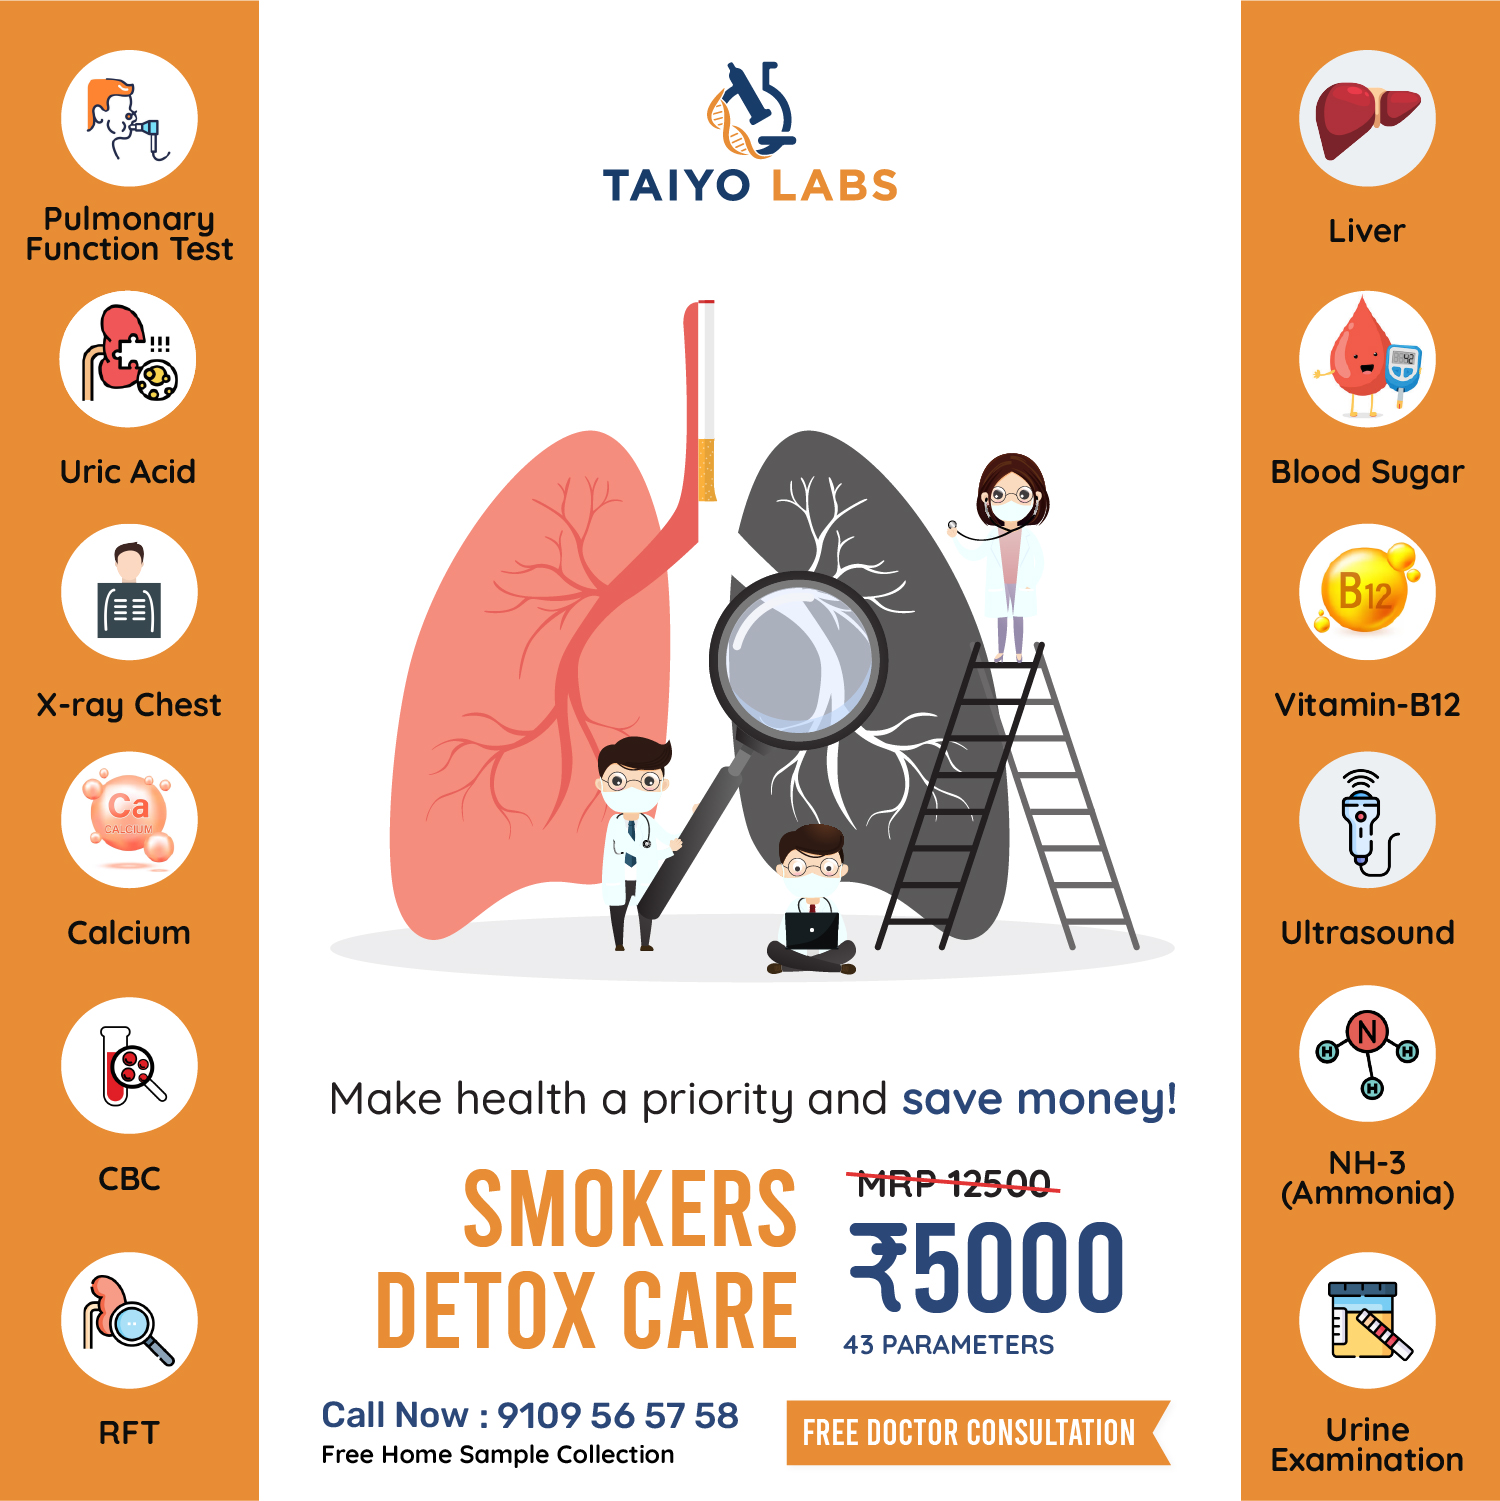 TAIYO LABS
Pulmonary
Function Test
!!!
Uric Acid
X-ray Chest
Ca
CALCIUM
Calcium
CBC
RFT
Liver
42
Blood Sugar
B12
Vitamin-B12
Ultrasound
N
H H
H
NH-3
(Ammonia)
Urine
Examination
Make health a priority and save money!
SMOKERS
DETOX CARE
MRP 12500
₹5000
43 PARAMETERS
Call Now : 9109 56 57 58
Free Home Sample Collection
FREE DOCTOR CONSULTATION